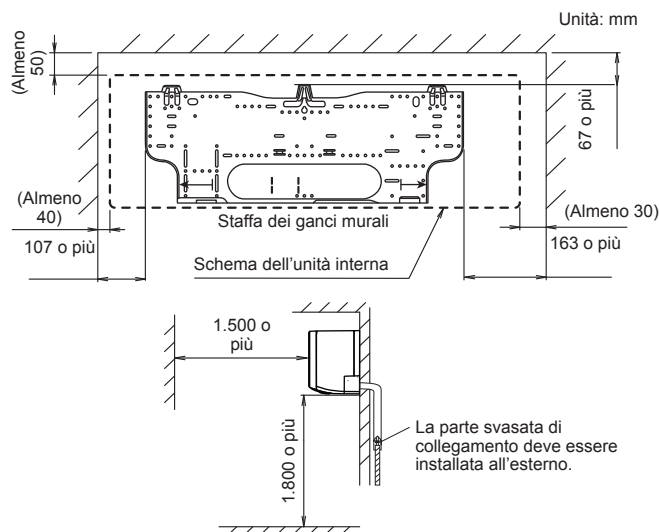 Unità: mm
(Almeno
50)
67 o più
(Almeno
40)
107 o più
Staffa dei ganci murali
(Almeno 30)
163 o più
Schema dell'unità interna
1.500 o
più
1.800 o più
La parte svasata di
collegamento deve essere
installata all'esterno.